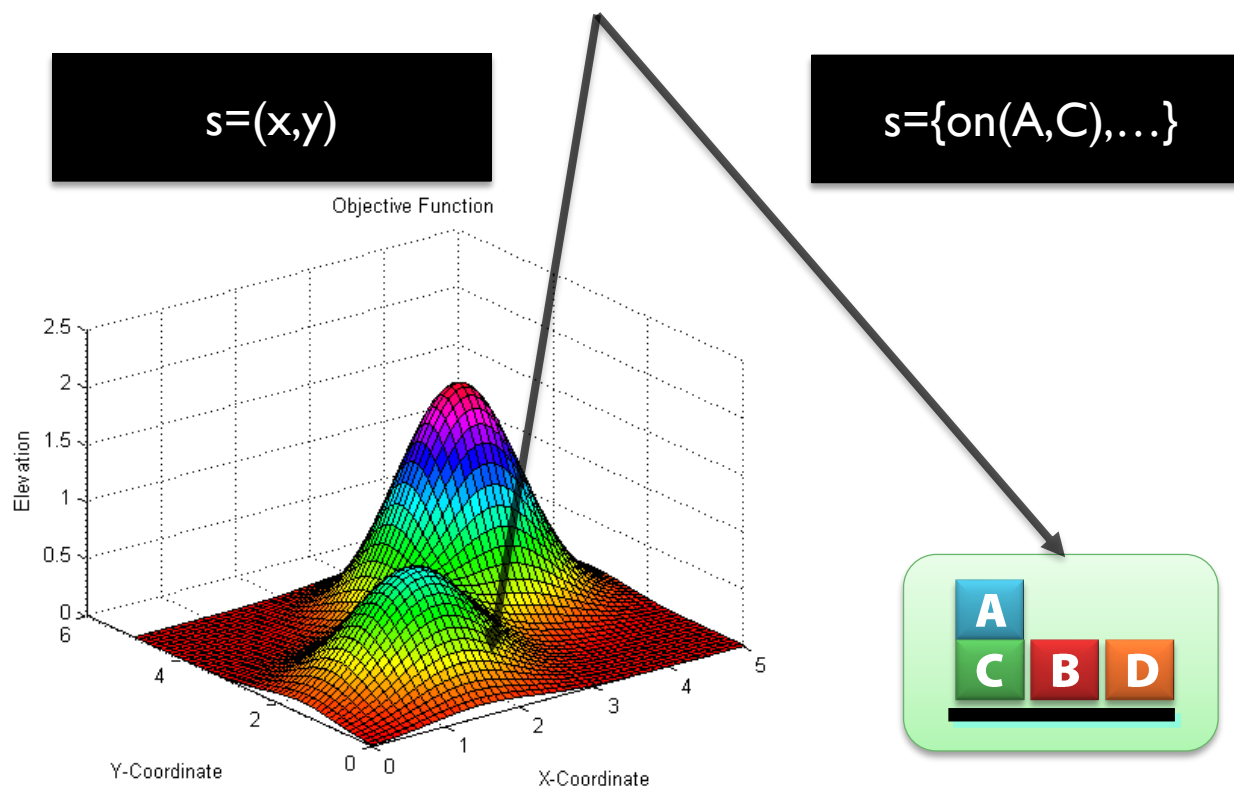 s=(x,y)
s={on(A,C),…}
Objective Function
2.5
2
1.5
1
0.5
0
Elevation
6
4
2
0
Y-Coordinate
0
1
2
3
4
5
X-Coordinate
A
C B D